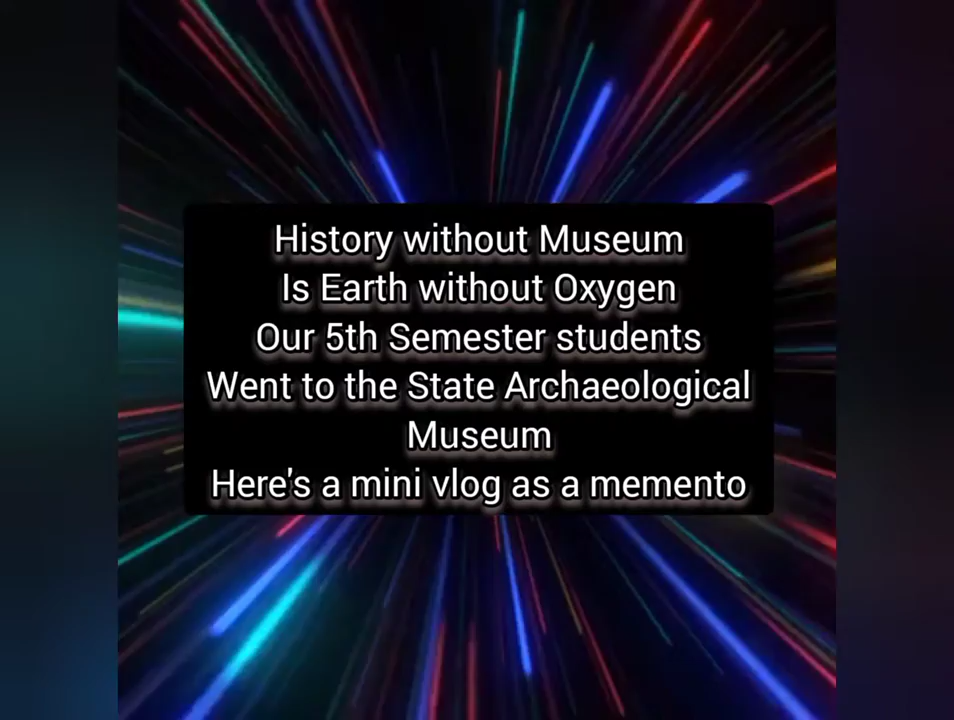 History without Museum
Is Earth without Oxygen
Our 5th Semester students
Went to the State Archaeological
Museum
Here's a mini vlog as a memento